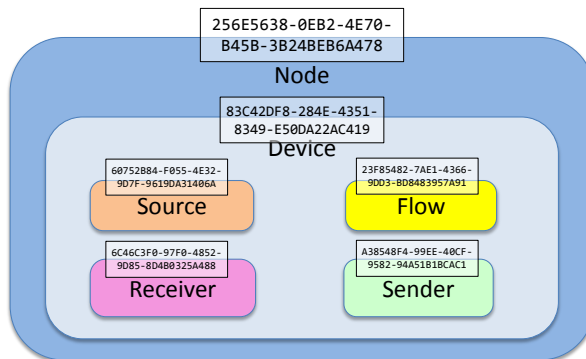 256E5638-0EB2-4E70-
B45B-3B24BEB6A478
Node
83C42DF8-284E-4351-
8349-E50DA22AC419
Device
60752B84-F055-4E32-
9D7F-9619DA31406A
Source
23F85482-7AE1-4366-
9DD3-BD8483957A91
Flow
6C46C3F0-97F0-4852-
9D85-8D4B0325A488
Receiver
A38548F4-99EE-40CF-
9582-94A51B1BCAC1
Sender